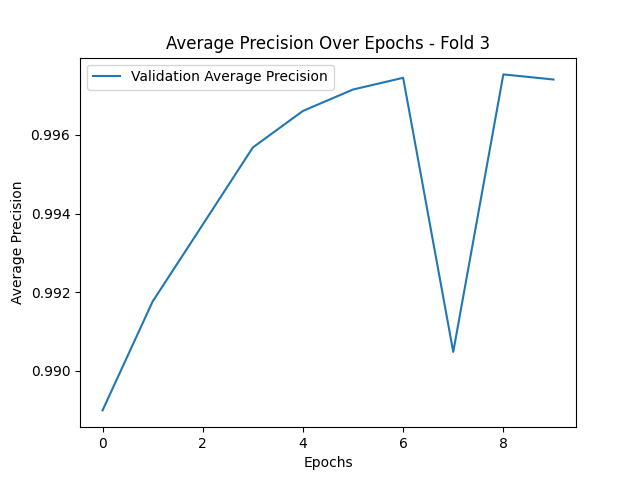 Average Precision Over Epochs - Fold 3
Validation Average Precision
Average Precision
0.996
0.994
0.992
0.990
0
2
4
6
8
Epochs